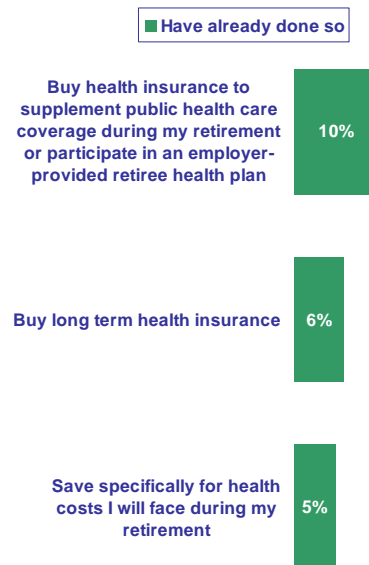 Have already done so
Buy health insurance to
supplement public health care
coverage during my retirement
or participate in an employer-
provided retiree health plan
10%
Buy long term health insurance
6%
Save specifically for health
costs I will face during my
retirement
5%